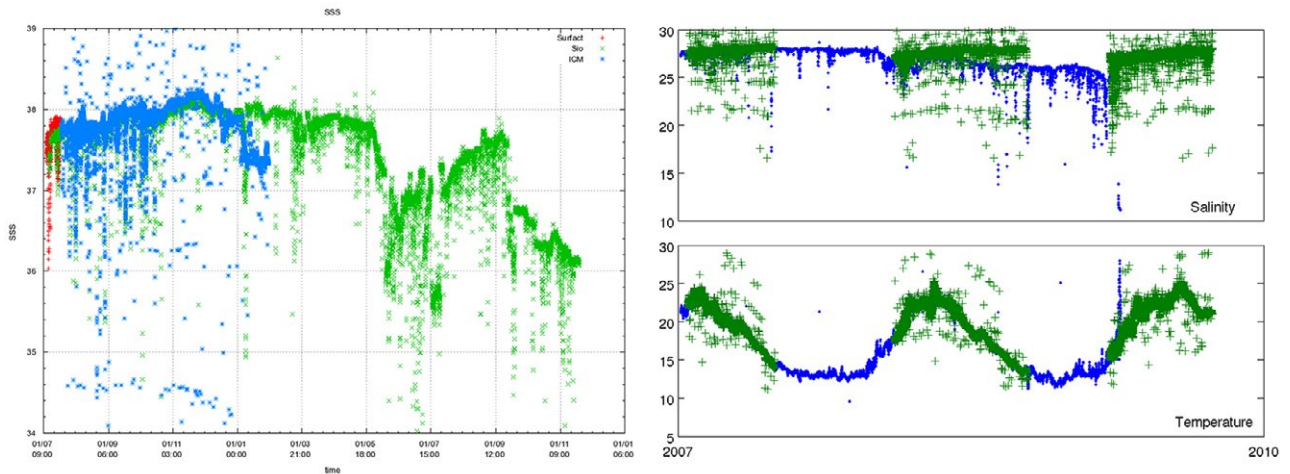 SSS
Surfact
Sio
ICM
39
38
37
36
35
34
SSS
01/07 01/09 01/11 01/01 01/03 01/05 01/07 01/09 01/11 01/01
09:00 06:00 03:00 00:00 21:00 18:00 15:00 12:00 09:00 06:00
time
30
25
20
15
10
Salinity
30
25
20
15
10
5
Temperature
2007 2010